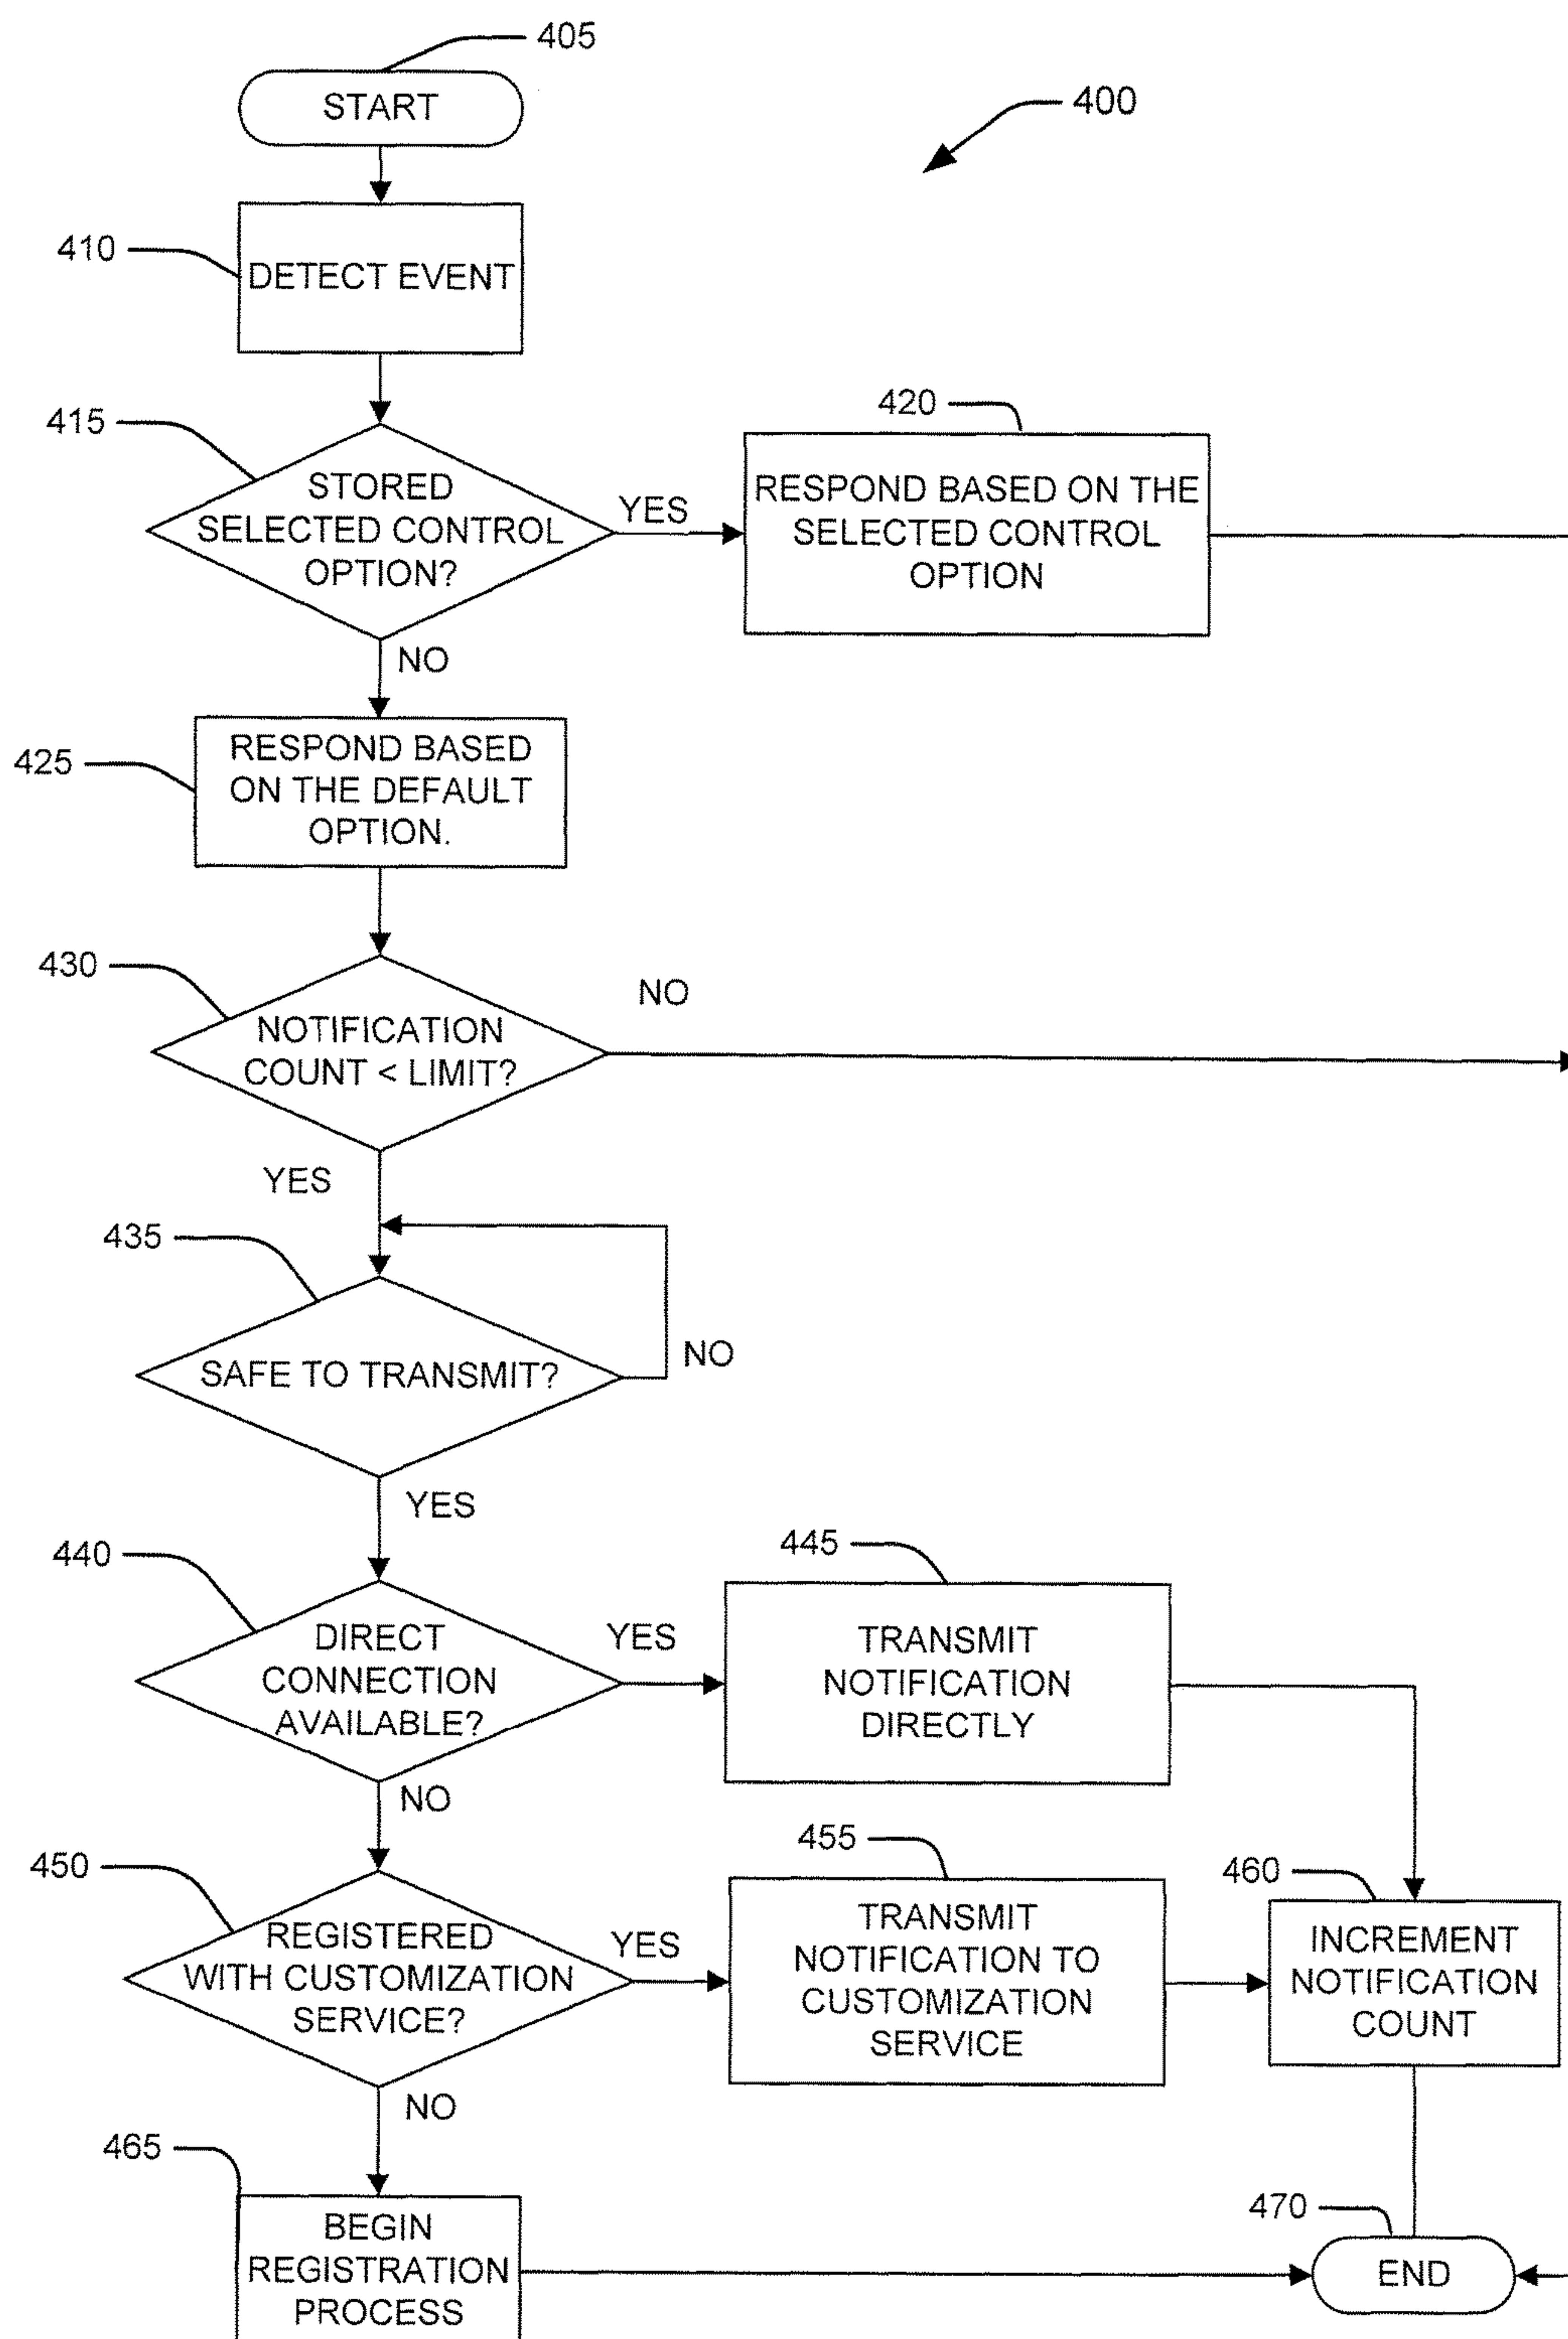 405
START
400
410
DETECT EVENT
415
STORED
SELECTED CONTROL
OPTION?
YES
420
RESPOND BASED ON THE
SELECTED CONTROL
OPTION
NO
425
RESPOND BASED
ON THE DEFAULT
OPTION.
430
NOTIFICATION
COUNT < LIMIT?
NO
YES
435
SAFE TO TRANSMIT?
NO
YES
440
DIRECT
CONNECTION
AVAILABLE?
YES
445
TRANSMIT
NOTIFICATION
DIRECTLY
NO
450
REGISTERED
WITH CUSTOMIZATION
SERVICE?
YES
455
TRANSMIT
NOTIFICATION TO
CUSTOMIZATION
SERVICE
460
INCREMENT
NOTIFICATION
COUNT
NO
465
BEGIN
REGISTRATION
PROCESS
470
END